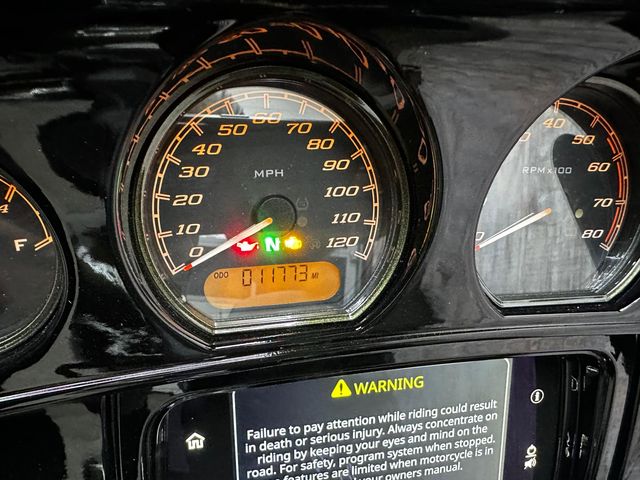 60
50 70
40 80
30 MPH 90
20 100
10 110
0 N 120
ODO 011773 MI
F
40
50
RPMx100 60
70
80
WARNING
Failure to pay attention while riding could result
in death or serious injury. Always concentrate on
riding by keeping your eyes and mind on the
road. For safety, program system when stopped.
features are limited when motorcycle is in
your owners manual.